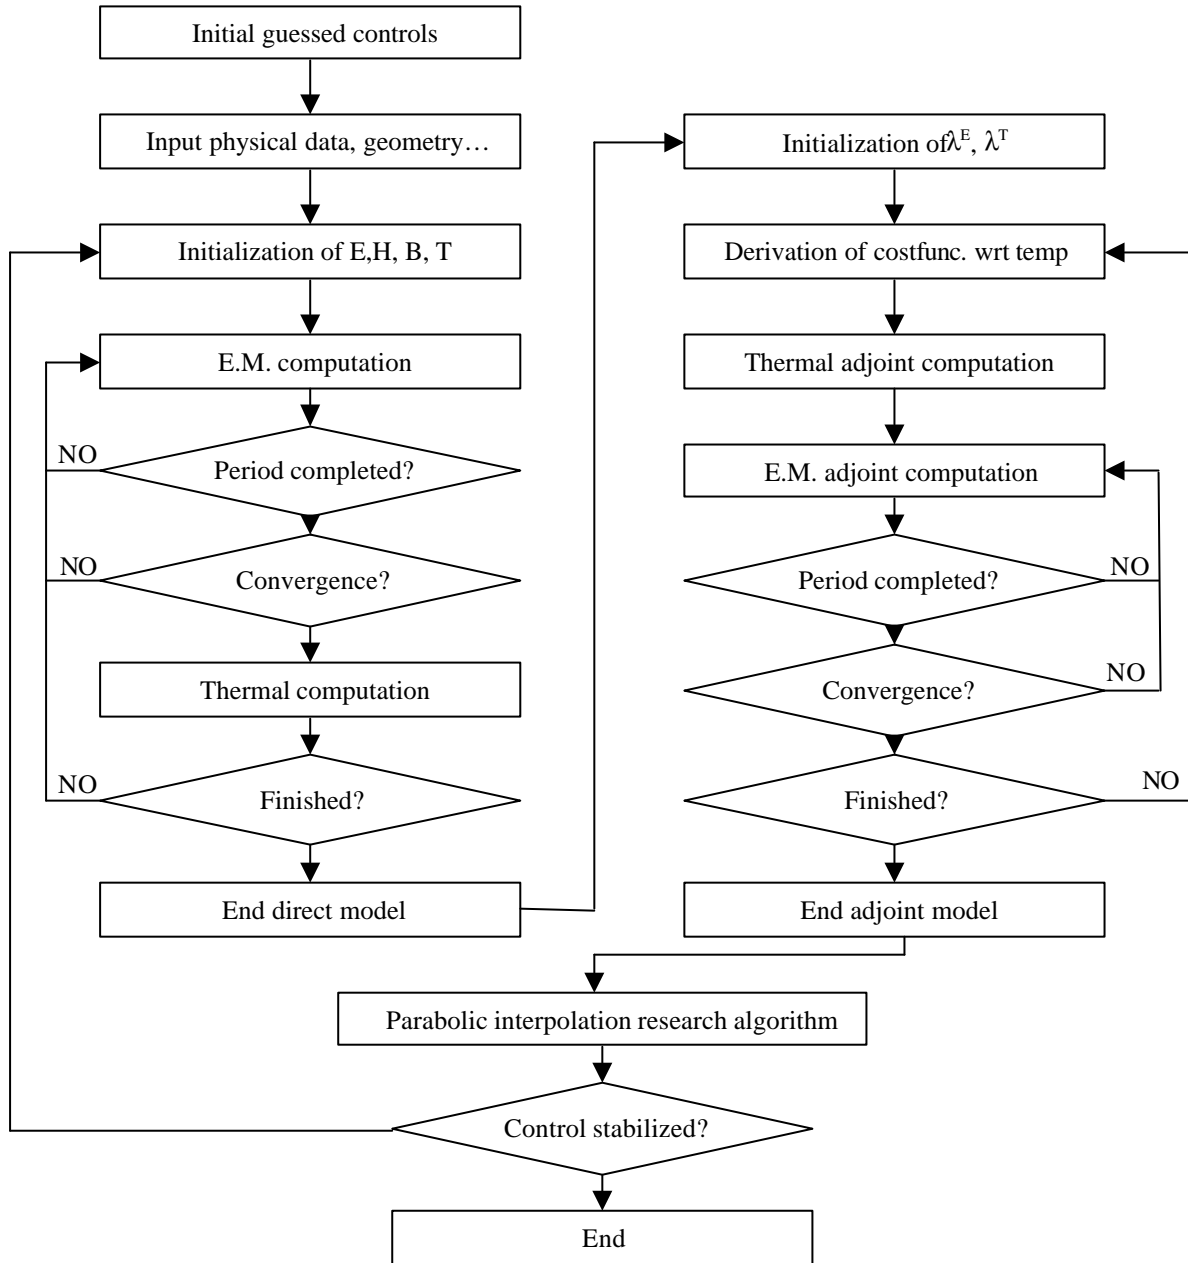 Initial guessed controls
Input physical data, geometry…
Initialization of E,H, B, T
E.M. computation
NO
Period completed?
NO
Convergence?
Thermal computation
NO
Finished?
End direct model
Initialization ofλᴱ, λᵀ
Derivation of costfunc. wrt temp
Thermal adjoint computation
E.M. adjoint computation
Period completed?
NO
Convergence?
NO
Finished?
NO
End adjoint model
Parabolic interpolation research algorithm
Control stabilized?
End